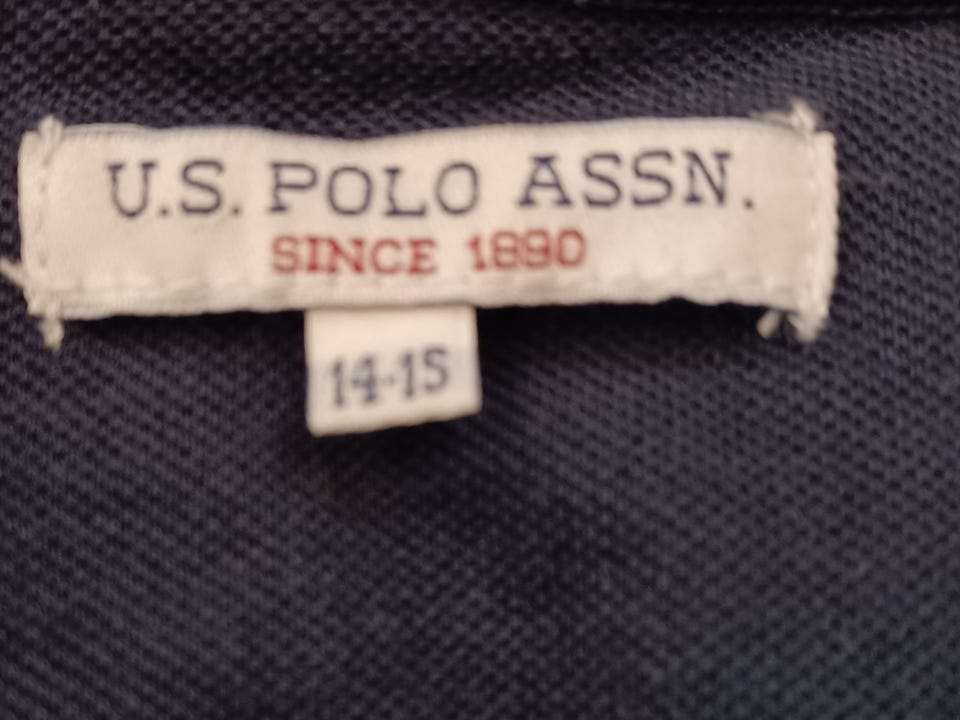 U.S. POLO ASSN.
SINCE 1890
14-15